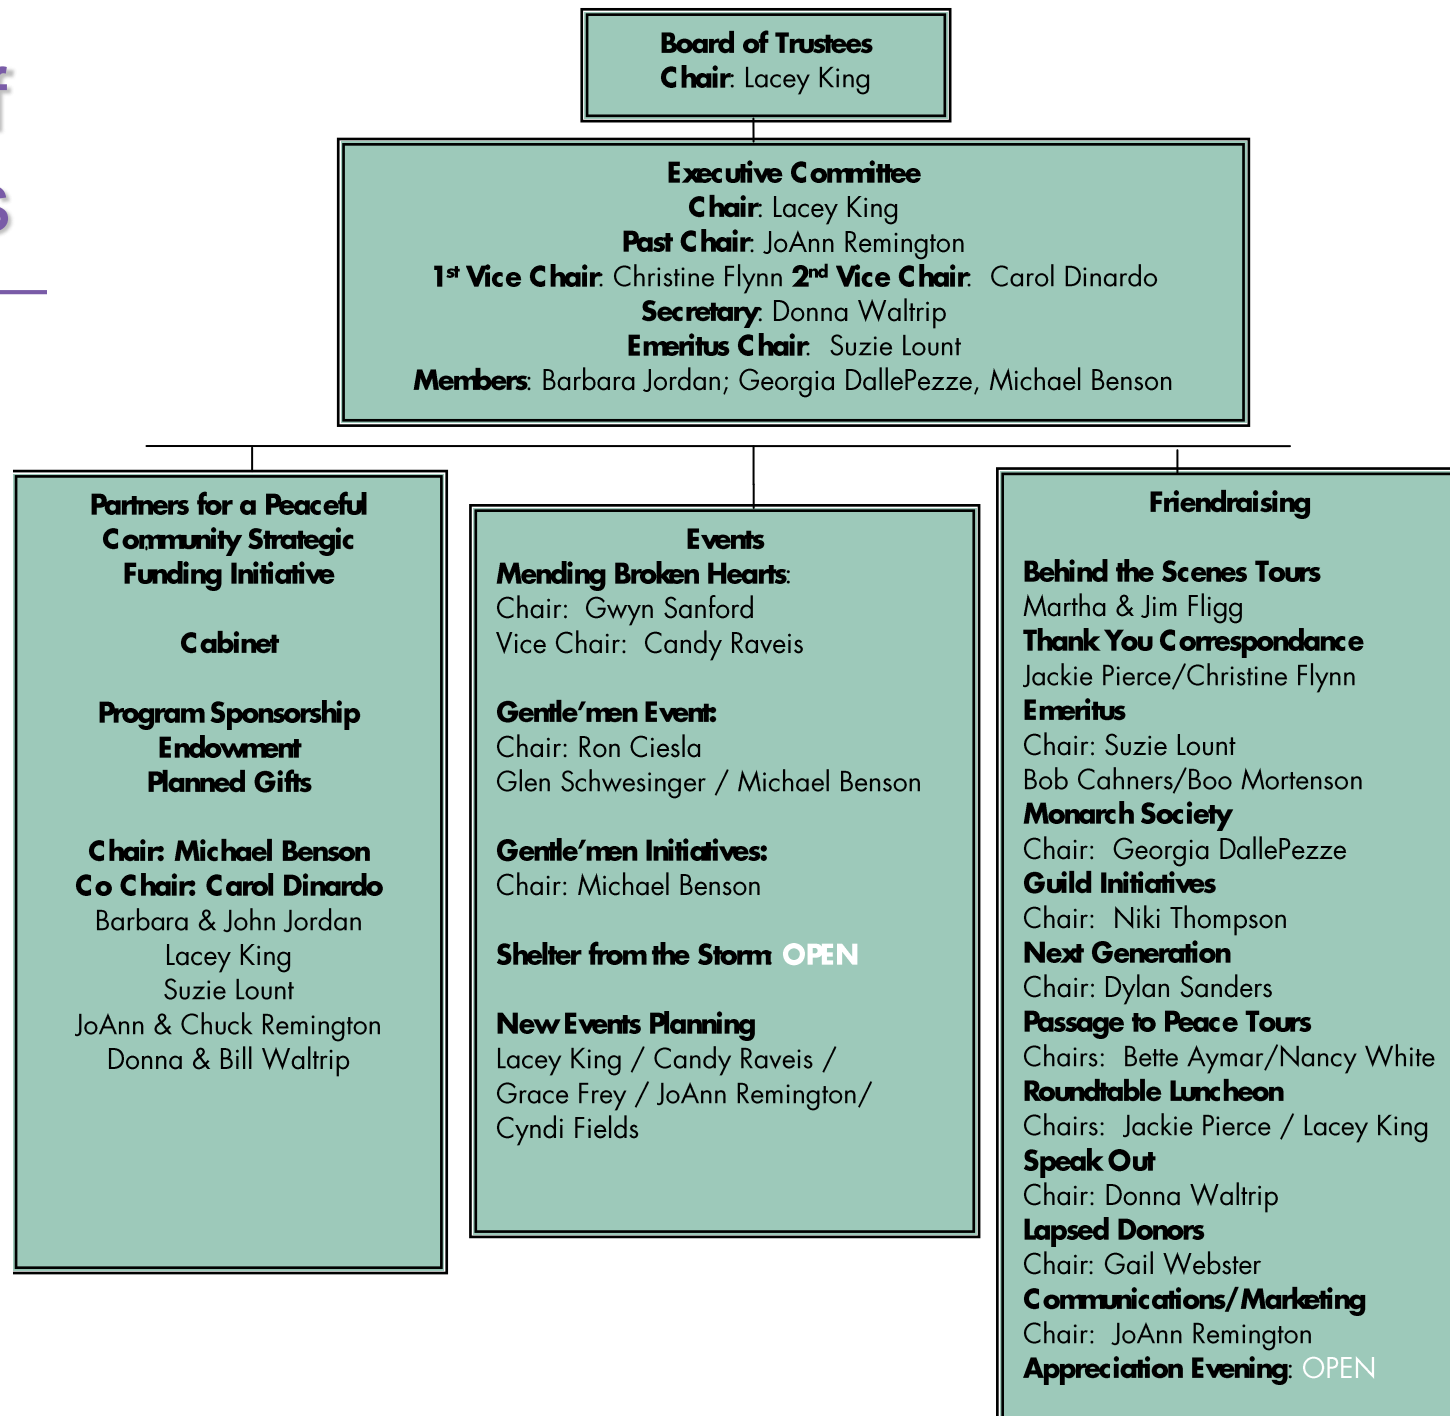 f
s
Board of Trustees
Chair: Lacey King
Executive Committee
Chair: Lacey King
Past Chair: JoAnn Remington
1st Vice Chair: Christine Flynn 2nd Vice Chair: Carol Dinardo
Secretary: Donna Waltrip
Emeritus Chair: Suzie Lount
Members: Barbara Jordan; Georgia DallePezze, Michael Benson
Partners for a Peaceful
Community Strategic
Funding Initiative
Cabinet
Program Sponsorship
Endowment
Planned Gifts
Chair: Michael Benson
Co Chair: Carol Dinardo
Barbara & John Jordan
Lacey King
Suzie Lount
JoAnn & Chuck Remington
Donna & Bill Waltrip
Events
Mending Broken Hearts:
Chair: Gwyn Sanford
Vice Chair: Candy Raveis
Gentle’men Event:
Chair: Ron Ciesla
Glen Schwesinger / Michael Benson
Gentle’men Initiatives:
Chair: Michael Benson
Shelter from the Storm: OPEN
New Events Planning
Lacey King / Candy Raveis /
Grace Frey / JoAnn Remington/
Cyndi Fields
Friendraising
Behind the Scenes Tours
Martha & Jim Fligg
Thank You Correspondance
Jackie Pierce/Christine Flynn
Emeritus
Chair: Suzie Lount
Bob Cahners/Boo Mortenson
Monarch Society
Chair: Georgia DallePezze
Guild Initiatives
Chair: Niki Thompson
Next Generation
Chair: Dylan Sanders
Passage to Peace Tours
Chairs: Bette Aymar/Nancy White
Roundtable Luncheon
Chairs: Jackie Pierce / Lacey King
Speak Out
Chair: Donna Waltrip
Lapsed Donors
Chair: Gail Webster
Communications/Marketing
Chair: JoAnn Remington
Appreciation Evening: OPEN